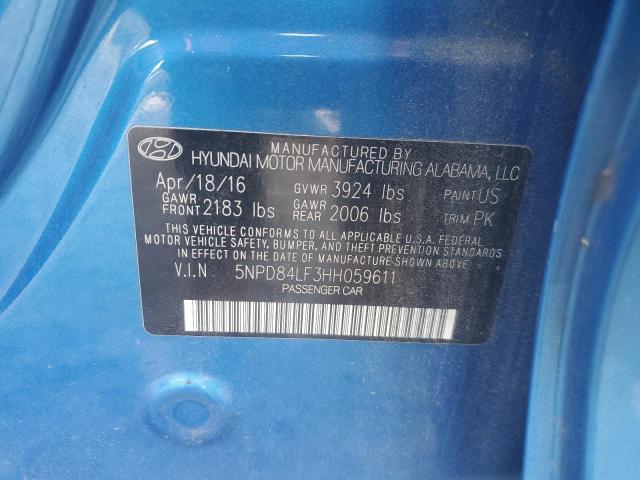 MANUFACTURED BY
HYUNDAI MOTOR MANUFACTURING ALABAMA, LLC
Apr/18/16 GVWR 3924 lbs PAINT US
GAWR FRONT 2183 lbs GAWR REAR 2006 lbs TRIM PK
THIS VEHICLE CONFORMS TO ALL APPLICABLE U.S.A. FEDERAL
MOTOR VEHICLE SAFETY, BUMPER, AND THEFT PREVENTION STANDARDS
IN EFFECT ON THE DATE OF MANUFACTURE SHOWN ABOVE.
V.I.N 5NPD84LF3HH059611
PASSENGER CAR